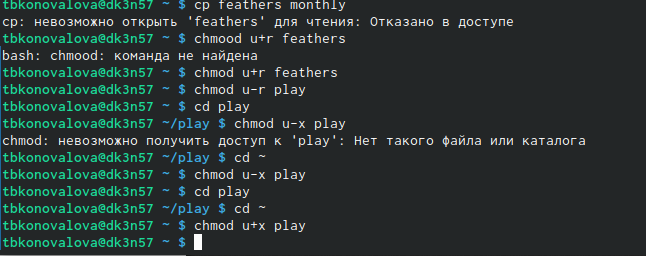 tbkonovalova@dk3n57 ~ $ cp feathers monthly
cp: невозможно открыть 'feathers' для чтения: Отказано в доступе
tbkonovalova@dk3n57 ~ $ chmood u+r feathers
bash: chmood: команда не найдена
tbkonovalova@dk3n57 ~ $ chmod u+r feathers
tbkonovalova@dk3n57 ~ $ chmod u-r play
tbkonovalova@dk3n57 ~ $ cd play
tbkonovalova@dk3n57 ~/play $ chmod u-x play
chmod: невозможно получить доступ к 'play': Нет такого файла или каталога
tbkonovalova@dk3n57 ~/play $ cd ~
tbkonovalova@dk3n57 ~ $ chmod u-x play
tbkonovalova@dk3n57 ~ $ cd play
tbkonovalova@dk3n57 ~/play $ cd ~
tbkonovalova@dk3n57 ~ $ chmod u+x play
tbkonovalova@dk3n57 ~ $